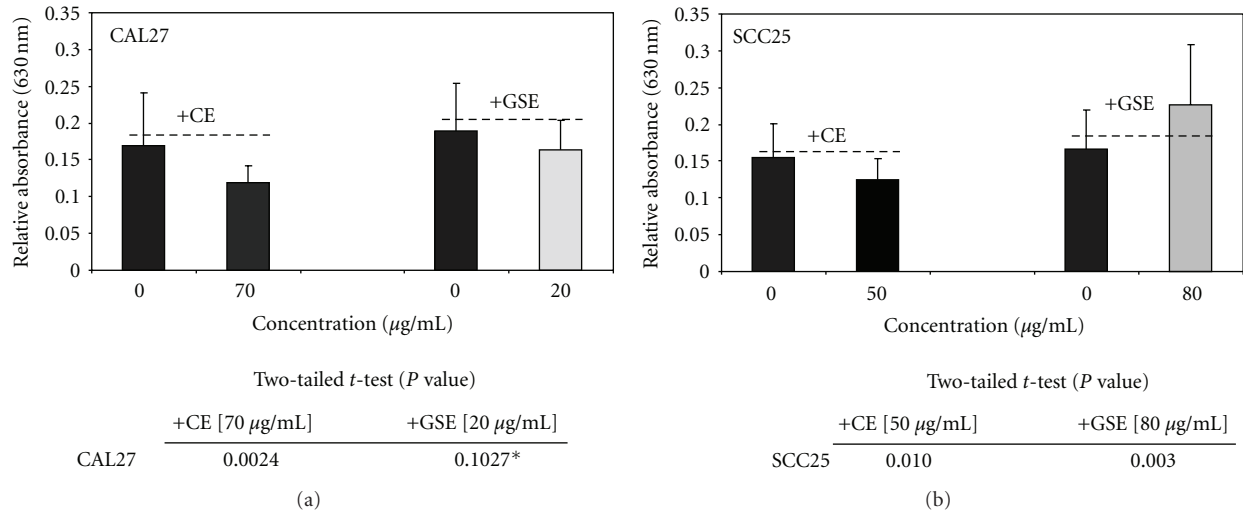 0.35
0.3
0.25
0.2
0.15
0.1
0.05
0
Relative absorbance (630 nm)
CAL27
+CE
+GSE
0 70 0 20
Concentration (μg/mL)
Two-tailed t-test (P value)
+CE [70 μg/mL] +GSE [20 μg/mL]
CAL27 0.0024 0.1027*
(a)
0.35
0.3
0.25
0.2
0.15
0.1
0.05
0
Relative absorbance (630 nm)
SCC25
+CE
+GSE
0 50 0 80
Concentration (μg/mL)
Two-tailed t-test (P value)
+CE [50 μg/mL] +GSE [80 μg/mL]
SCC25 0.010 0.003
(b)